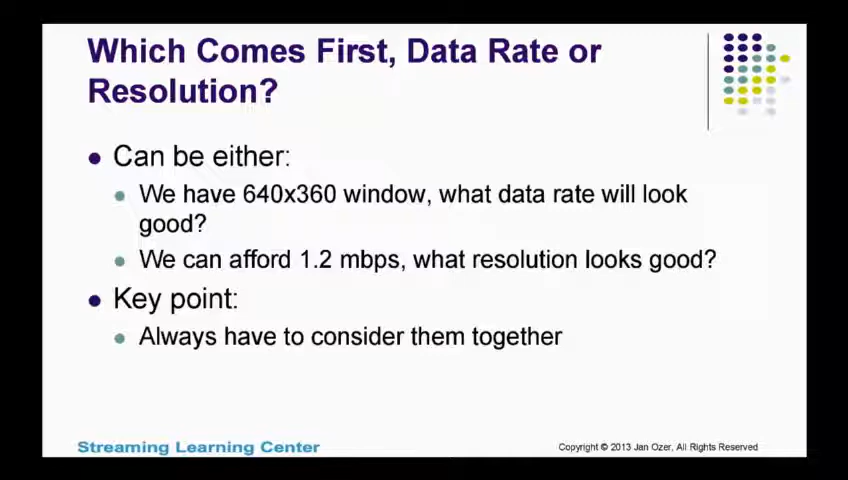 Which Comes First, Data Rate or
Resolution?
Can be either:
We have 640x360 window, what data rate will look
good?
We can afford 1.2 mbps, what resolution looks good?
Key point:
Always have to consider them together
Streaming Learning Center
Copyright © 2013 Jan Ozer, All Rights Reserved